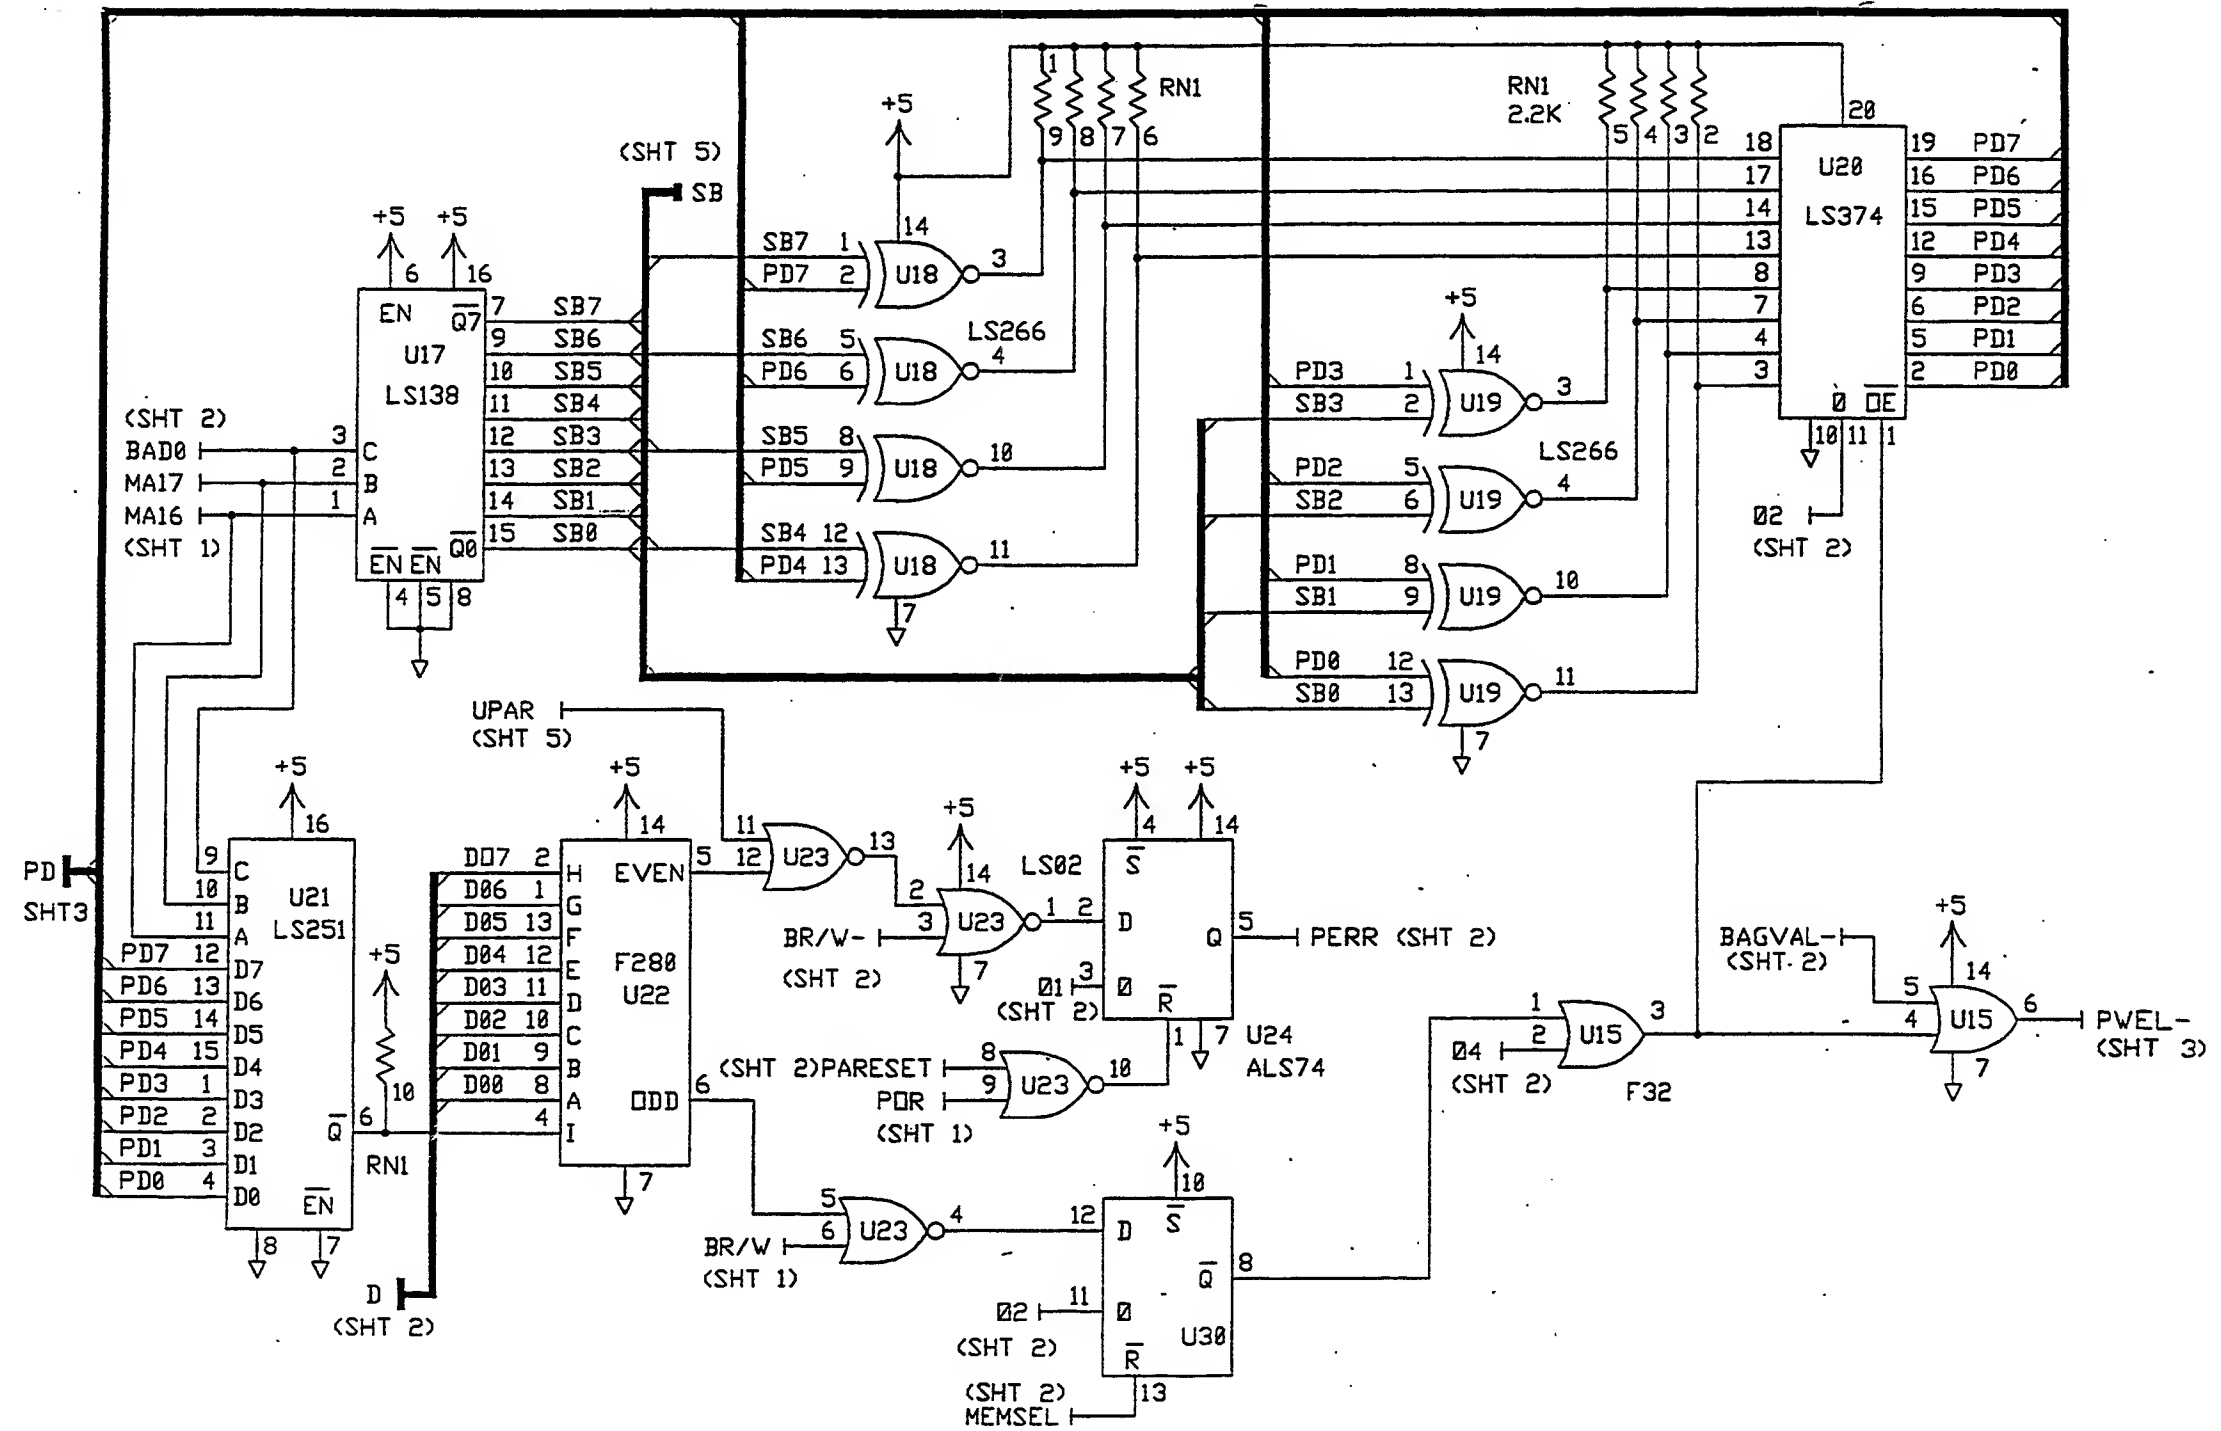 +5
RN1
1
9 8 7 6
RN1
2.2K
5 4 3 2
20
(SHT 5)
SB
+5 +5
6 16
EN Q7
U17
LS138
7 SB7
9 SB6
10 SB5
11 SB4
12 SB3
13 SB2
14 SB1
15 SB0
Q0
EN EN
4 5 8
(SHT 2)
BAD0 3 C
MA17 2 B
MA16 1 A
(SHT 1)
14
SB7 1
PD7 2
U18 3
LS266
SB6 5
PD6 6
U18 4
SB5 8
PD5 9
U18 10
SB4 12
PD4 13
U18 11
7
+5
14
PD3 1
SB3 2
U19 3
LS266
PD2 5
SB2 6
U19 4
PD1 8
SB1 9
U19 10
PD0 12
SB0 13
U19 11
7
U20
LS374
18 19 PD7
17 16 PD6
14 15 PD5
13 12 PD4
8 9 PD3
7 6 PD2
4 5 PD1
3 2 PD0
Ø OE
10 11 1
Ø2
(SHT 2)
UPAR
(SHT 5)
+5
16
PD
SHT3
9 C
10 B
11 A
U21
LS251
PD7 12 D7
PD6 13 D6
PD5 14 D5
PD4 15 D4
PD3 1 D3
PD2 2 D2
PD1 3 D1
PD0 4 D0
Q 6
EN
8 7
+5
10
RN1
D
(SHT 2)
+5
14
D07 2 H
D06 1 G
D05 13 F
D04 12 E
D03 11 D
D02 10 C
D01 9 B
D00 8 A
4 I
EVEN 5
F280
U22
ODD 6
7
11
12
U23 13
+5
14
2
3
U23 1
7
BR/W-
(SHT 2)
LS02
+5 +5
4 14
S
2 D
Q 5
PERR (SHT 2)
Ø1 3 Ø
(SHT 2)
R
1 7
U24
ALS74
(SHT 2)PARESET 8
POR 9
(SHT 1)
U23 10
5
6
U23 4
BR/W
(SHT 1)
+5
10
S
12 D
Q 8
Ø2 11 Ø
(SHT 2)
U30
R
13
(SHT 2)
MEMSEL
1
2
U15 3
Ø4
(SHT 2)
F32
BAGVAL-
(SHT 2)
+5
14
5
4
U15 6
7
PWEL-
(SHT 3)